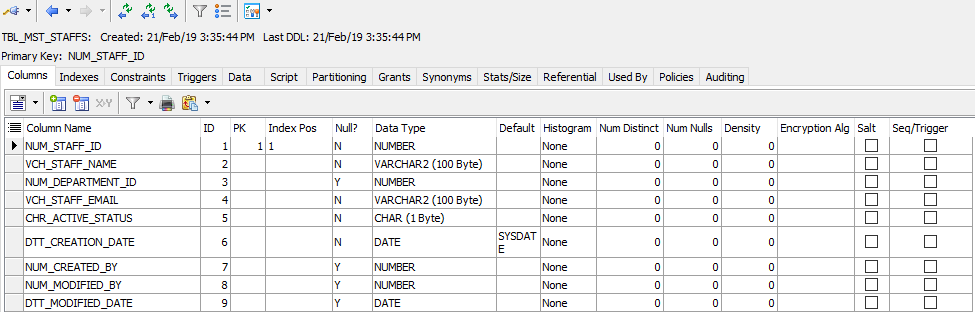 TBL_MST_STAFFS: Created: 21/Feb/19 3:35:44 PM Last DDL: 21/Feb/19 3:35:44 PM
Primary Key: NUM_STAFF_ID
Columns Indexes Constraints Triggers Data Script Partitioning Grants Synonyms Stats/Size Referential Used By Policies Auditing
X-Y
Column Name ID PK Index Pos Null? Data Type Default Histogram Num Distinct Num Nulls Density Encryption Alg Salt Seq/Trigger
NUM_STAFF_ID 1 1 1 N NUMBER None 0 0 0
VCH_STAFF_NAME 2 N VARCHAR2 (100 Byte) None 0 0 0
NUM_DEPARTMENT_ID 3 Y NUMBER None 0 0 0
VCH_STAFF_EMAIL 4 N VARCHAR2 (100 Byte) None 0 0 0
CHR_ACTIVE_STATUS 5 N CHAR (1 Byte) None 0 0 0
DTT_CREATION_DATE 6 N DATE SYSDAT
E None 0 0 0
NUM_CREATED_BY 7 Y NUMBER None 0 0 0
NUM_MODIFIED_BY 8 Y NUMBER None 0 0 0
DTT_MODIFIED_DATE 9 Y DATE None 0 0 0